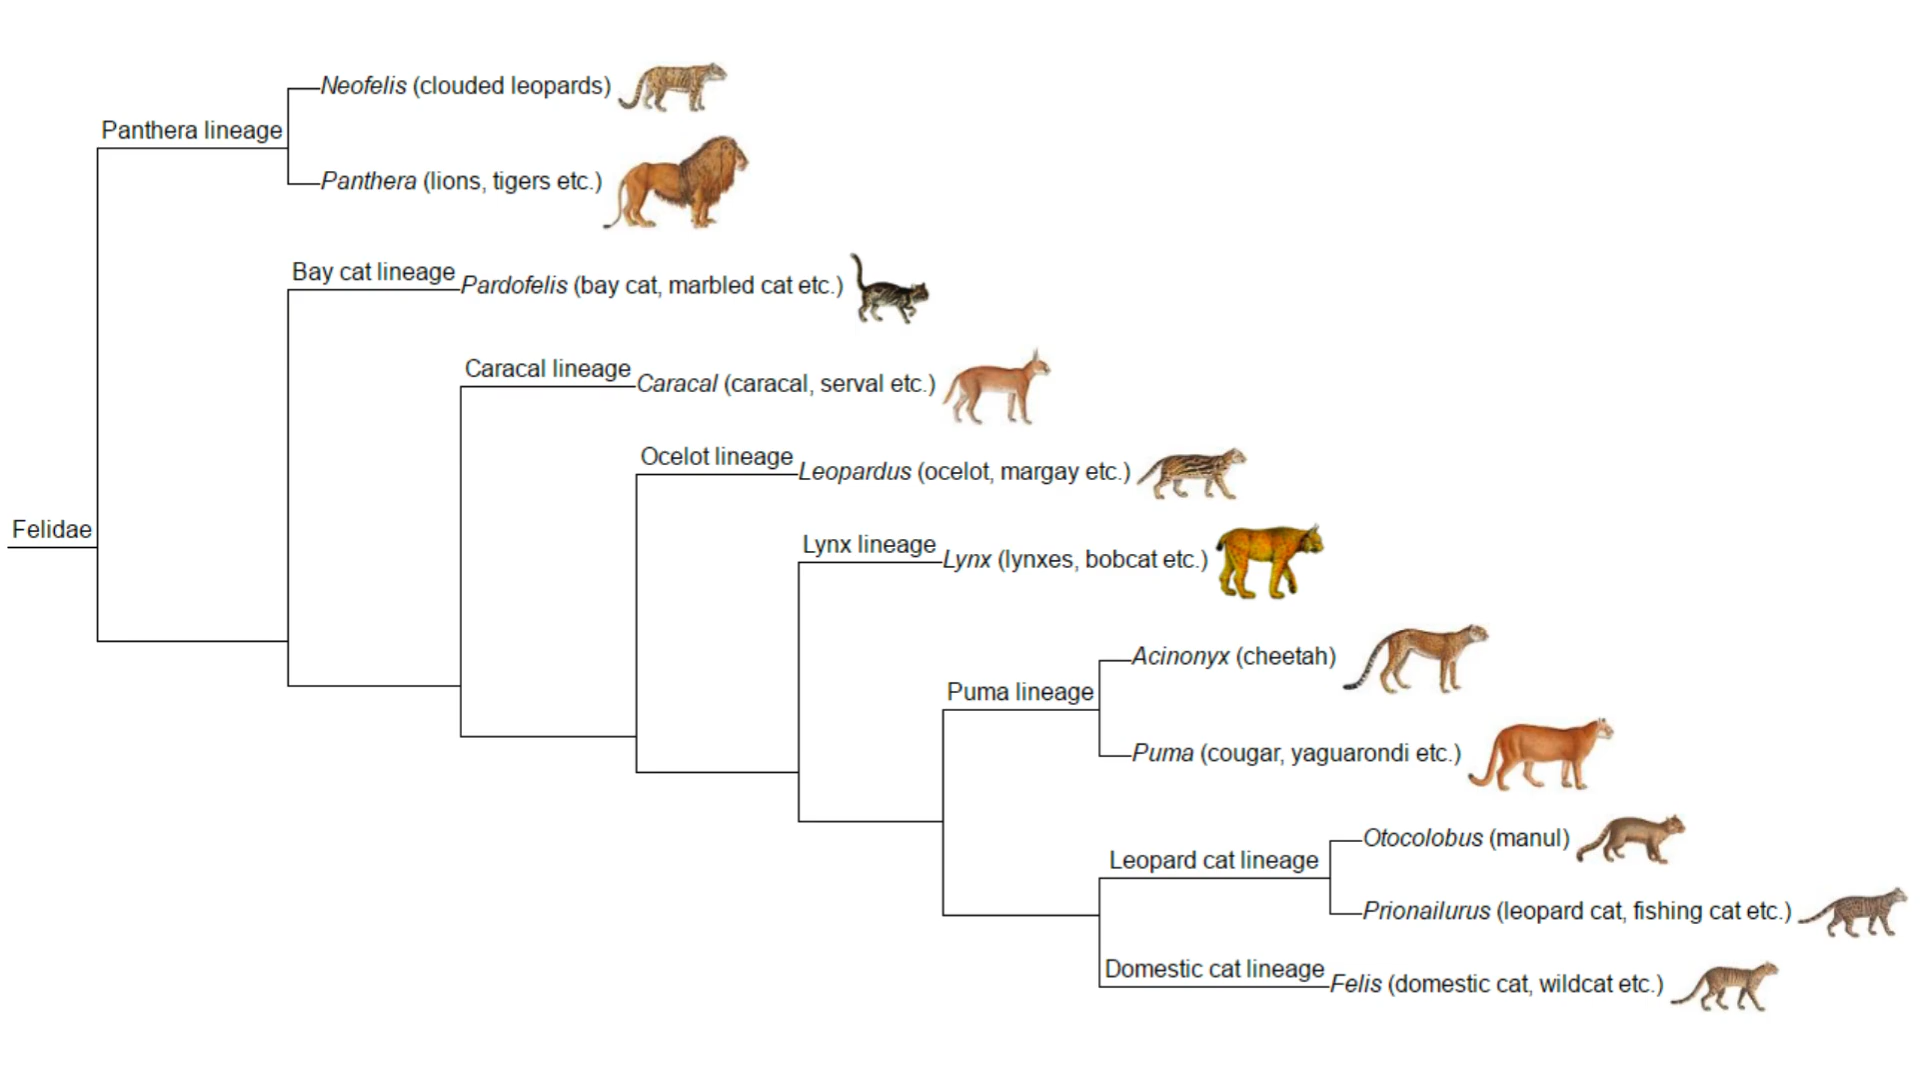 Neofelis (clouded leopards)
Panthera lineage
Panthera (lions, tigers etc.)
Bay cat lineage
Pardofelis (bay cat, marbled cat etc.)
Caracal lineage
Caracal (caracal, serval etc.)
Ocelot lineage
Leopardus (ocelot, margay etc.)
Felidae
Lynx lineage
Lynx (lynxes, bobcat etc.)
Acinonyx (cheetah)
Puma lineage
Puma (cougar, yaguarondi etc.)
Otocolobus (manul)
Leopard cat lineage
Prionailurus (leopard cat, fishing cat etc.)
Domestic cat lineage
Felis (domestic cat, wildcat etc.)